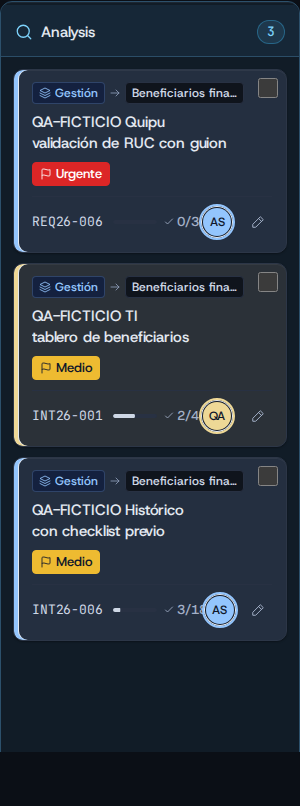 Analysis
3
Gestión → Beneficiarios fina...
QA-FICTICIO Quipu
validación de RUC con guion
Urgente
REQ26-006 0/3 AS
Gestión → Beneficiarios fina...
QA-FICTICIO TI
tablero de beneficiarios
Medio
INT26-001 2/4 QA
Gestión → Beneficiarios fina...
QA-FICTICIO Histórico
con checklist previo
Medio
INT26-006 3/18 AS